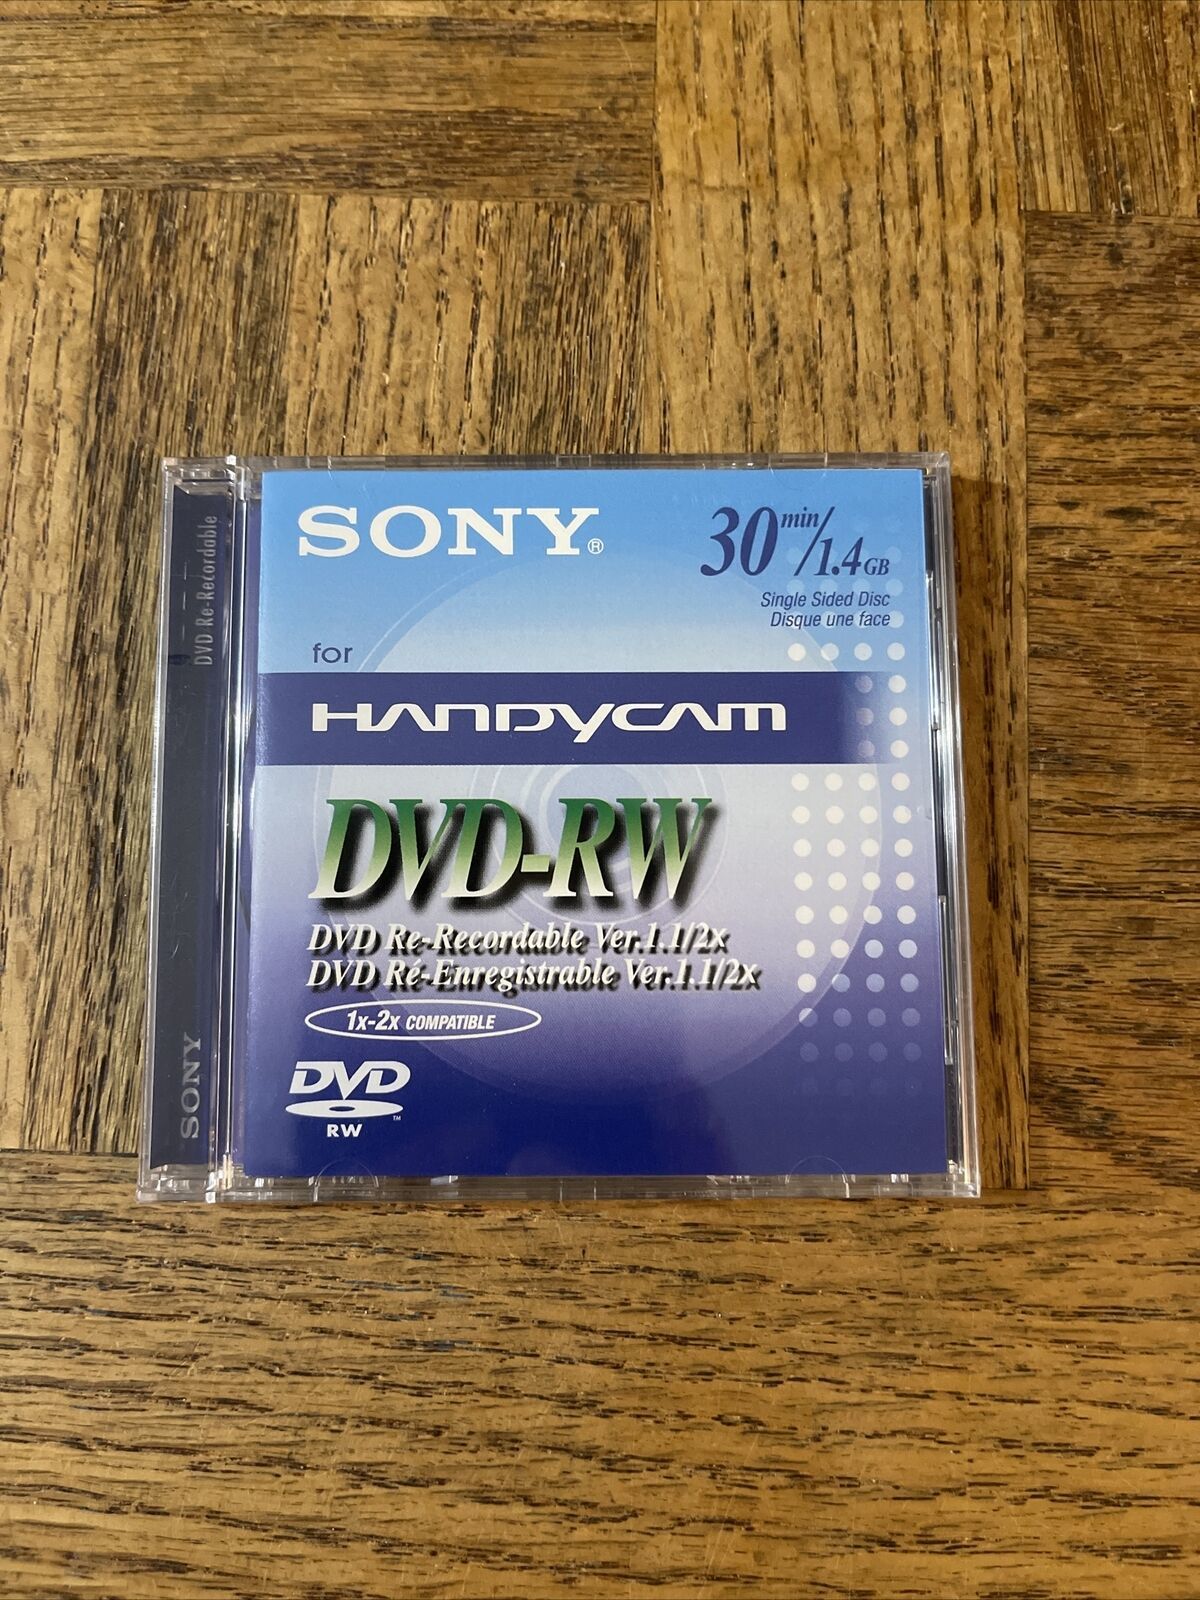 SONY®
30min/1.4GB
Single Sided Disc
Disque une face
for
HANDYCAM
DVD-RW
DVD Re-Recordable Ver.1.1/2x
DVD Ré-Enregistrable Ver.1.1/2x
1x-2x COMPATIBLE
DVD™
RW
DVD Re-Recordable
SONY